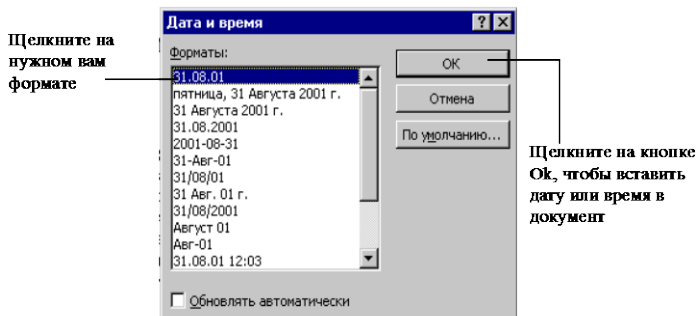 Щелкните на
нужном вам
формате
Дата и время
Форматы:
31.08.01
пятница, 31 Августа 2001 г.
31 Августа 2001 г.
31.08.2001
2001-08-31
31-Авг-01
31/08/01
31 Авг. 01 г.
31/08/2001
Август 01
Авг-01
31.08.01 12:03
Обновлять автоматически
ОК
Отмена
По умолчанию...
Щелкните на кнопке
Ok, чтобы вставить
дату или время в
документ